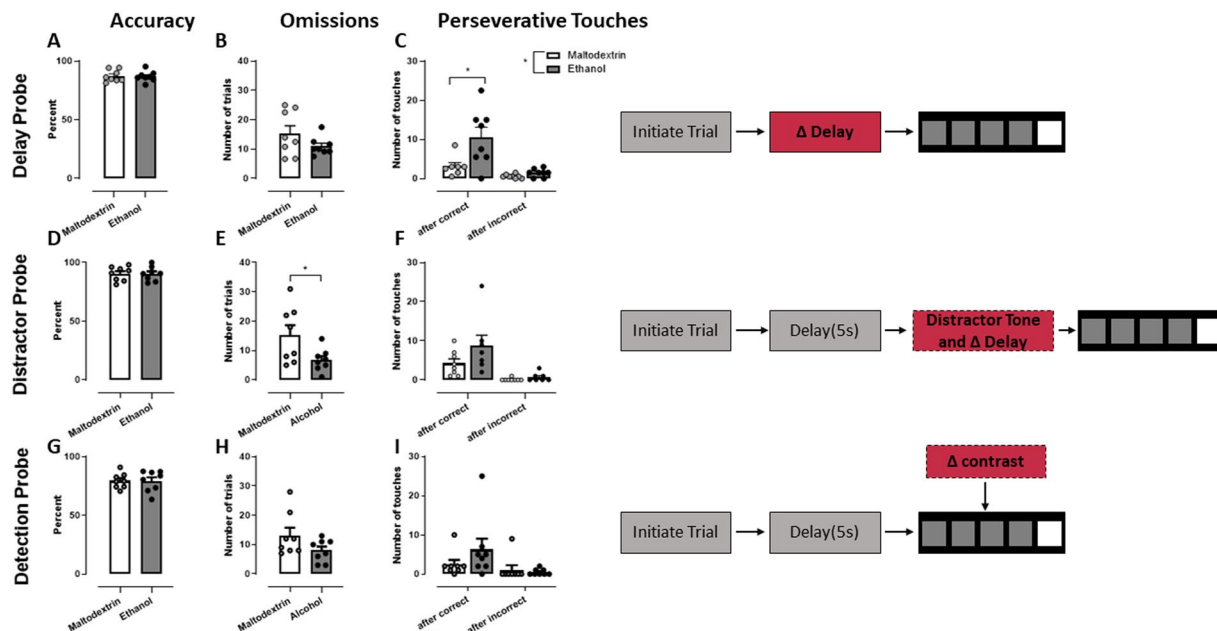 Accuracy
Omissions
Perseverative Touches
Delay Probe
A
Percent
100
50
0
Maltodextrin
Ethanol
B
Number of trials
40
30
20
10
0
Maltodextrin
Ethanol
C
Number of touches
30
20
10
0
*
*
Maltodextrin
Ethanol
after correct
after incorrect
Initiate Trial
Δ Delay
Distractor Probe
D
Percent
100
50
0
Maltodextrin
Ethanol
E
Number of trials
40
30
20
10
0
*
Maltodextrin
Alcohol
F
Number of touches
30
20
10
0
after correct
after incorrect
Initiate Trial
Delay(5s)
Distractor Tone
and Δ Delay
Detection Probe
G
Percent
100
50
0
Maltodextrin
Ethanol
H
Number of trials
40
30
20
10
0
Maltodextrin
Alcohol
I
Number of touches
30
20
10
0
after correct
after incorrect
Δ contrast
Initiate Trial
Delay(5s)